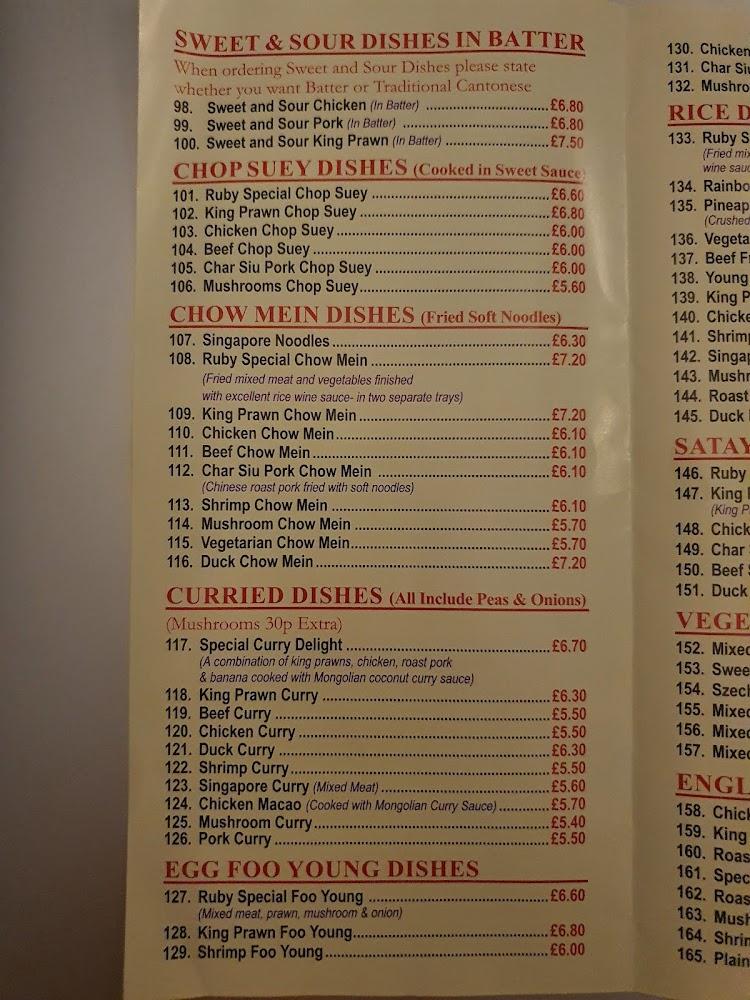 SWEET & SOUR DISHES IN BATTER
When ordering Sweet and Sour Dishes please state
whether you want Batter or Traditional Cantonese
98. Sweet and Sour Chicken (In Batter) ........ £6.80
99. Sweet and Sour Pork (In Batter) ........ £6.80
100. Sweet and Sour King Prawn (In Batter) ........ £7.50
CHOP SUEY DISHES (Cooked in Sweet Sauce)
101. Ruby Special Chop Suey ........ £6.60
102. King Prawn Chop Suey ........ £6.80
103. Chicken Chop Suey ........ £6.00
104. Beef Chop Suey ........ £6.00
105. Char Siu Pork Chop Suey ........ £6.00
106. Mushrooms Chop Suey ........ £5.60
CHOW MEIN DISHES (Fried Soft Noodles)
107. Singapore Noodles ........ £6.30
108. Ruby Special Chow Mein ........ £7.20
(Fried mixed meat and vegetables finished
with excellent rice wine sauce- in two separate trays)
109. King Prawn Chow Mein ........ £7.20
110. Chicken Chow Mein ........ £6.10
111. Beef Chow Mein ........ £6.10
112. Char Siu Pork Chow Mein ........ £6.10
(Chinese roast pork fried with soft noodles)
113. Shrimp Chow Mein ........ £6.10
114. Mushroom Chow Mein ........ £5.70
115. Vegetarian Chow Mein ........ £5.70
116. Duck Chow Mein ........ £7.20
CURRIED DISHES (All Include Peas & Onions)
(Mushrooms 30p Extra)
117. Special Curry Delight ........ £6.70
(A combination of king prawns, chicken, roast pork
& banana cooked with Mongolian coconut curry sauce)
118. King Prawn Curry ........ £6.30
119. Beef Curry ........ £5.50
120. Chicken Curry ........ £5.50
121. Duck Curry ........ £6.30
122. Shrimp Curry ........ £5.50
123. Singapore Curry (Mixed Meat) ........ £5.60
124. Chicken Macao (Cooked with Mongolian Curry Sauce) ........ £5.70
125. Mushroom Curry ........ £5.40
126. Pork Curry ........ £5.50
EGG FOO YOUNG DISHES
127. Ruby Special Foo Young ........ £6.60
(Mixed meat, prawn, mushroom & onion)
128. King Prawn Foo Young ........ £6.80
129. Shrimp Foo Young ........ £6.00
130. Chicken
131. Char Siu
132. Mushro
RICE D
133. Ruby S
(Fried mix
wine sauc
134. Rainbo
135. Pineap
(Crushed
136. Vegeta
137. Beef F
138. Young
139. King P
140. Chicke
141. Shrim
142. Singap
143. Mushr
144. Roast
145. Duck
SATAY
146. Ruby
147. King
(King P
148. Chick
149. Char
150. Beef
151. Duck
VEGE
152. Mixed
153. Swee
154. Szech
155. Mixed
156. Mixed
157. Mixed
ENGL
158. Chick
159. King
160. Roas
161. Spec
162. Roas
163. Mush
164. Shrim
165. Plain